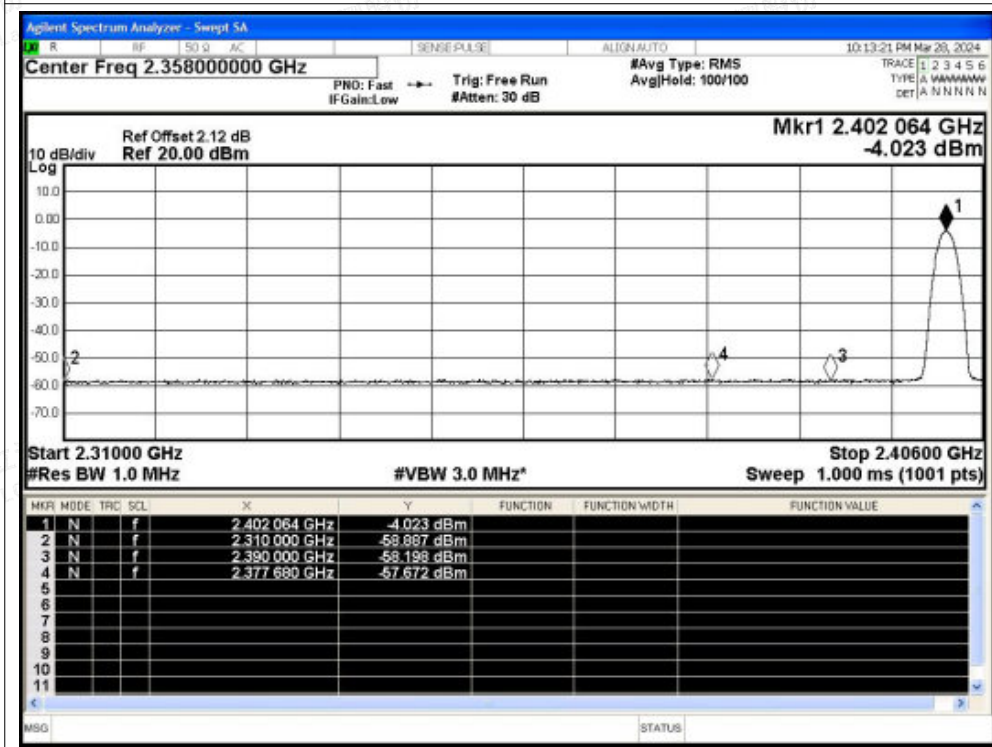 Agilent Spectrum Analyzer - Swept SA
R RF 50 Ω AC SENSE:PULSE ALIGNAUTO 10:13:21 PM Mar 28, 2024
Center Freq 2.358000000 GHz #Avg Type: RMS TRACE 1 2 3 4 5 6
PNO: Fast Trig: Free Run Avg|Hold: 100/100 TYPE A WWWWW
IFGain:Low #Atten: 30 dB DET A N N N N N
Mkr1 2.402 064 GHz
-4.023 dBm
Ref Offset 2.12 dB
10 dB/div Ref 20.00 dBm
Log
10.0
1
0.00
-10.0
-20.0
-30.0
-40.0
-50.0 2 4 3
-60.0
-70.0
Start 2.31000 GHz Stop 2.40600 GHz
#Res BW 1.0 MHz #VBW 3.0 MHz* Sweep 1.000 ms (1001 pts)
MKR MODE TRC SCL X Y FUNCTION FUNCTION WIDTH FUNCTION VALUE
1 N f 2.402 064 GHz -4.023 dBm
2 N f 2.310 000 GHz -58.887 dBm
3 N f 2.390 000 GHz -58.198 dBm
4 N f 2.377 680 GHz -57.672 dBm
5
6
7
8
9
10
11
MSG STATUS